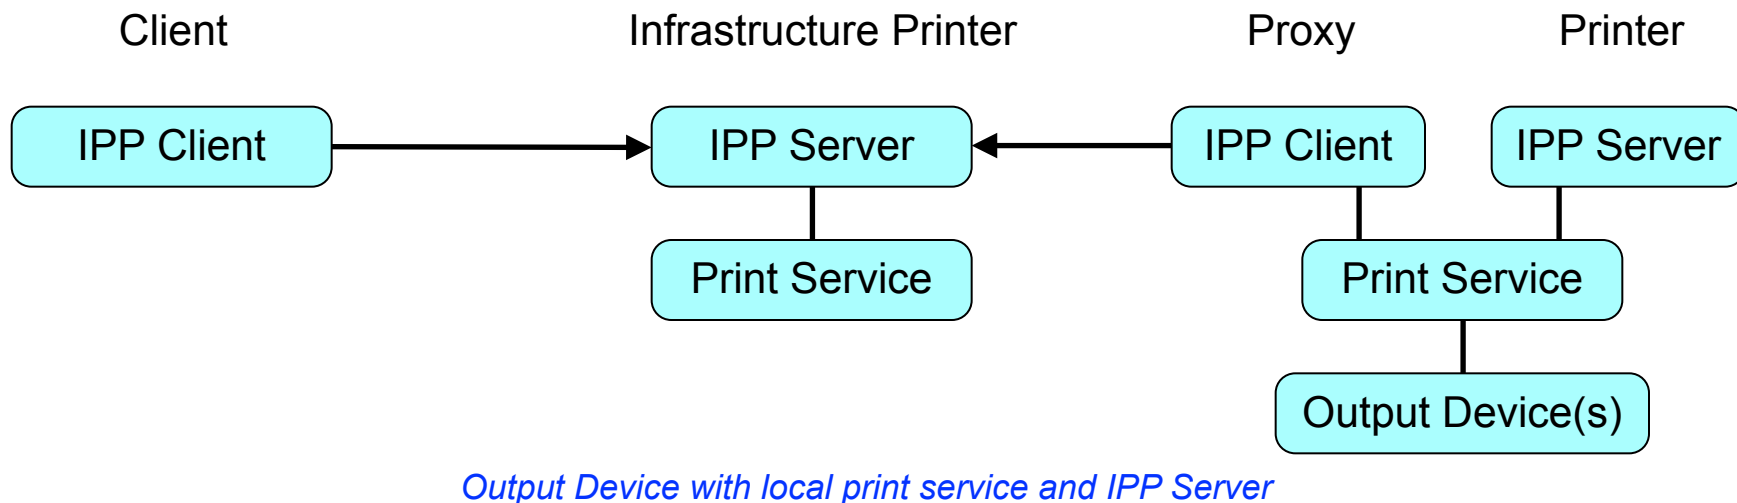 Client
Infrastructure Printer
Proxy
Printer
IPP Client
IPP Server
IPP Client
IPP Server
Print Service
Print Service
Output Device(s)
Output Device with local print service and IPP Server